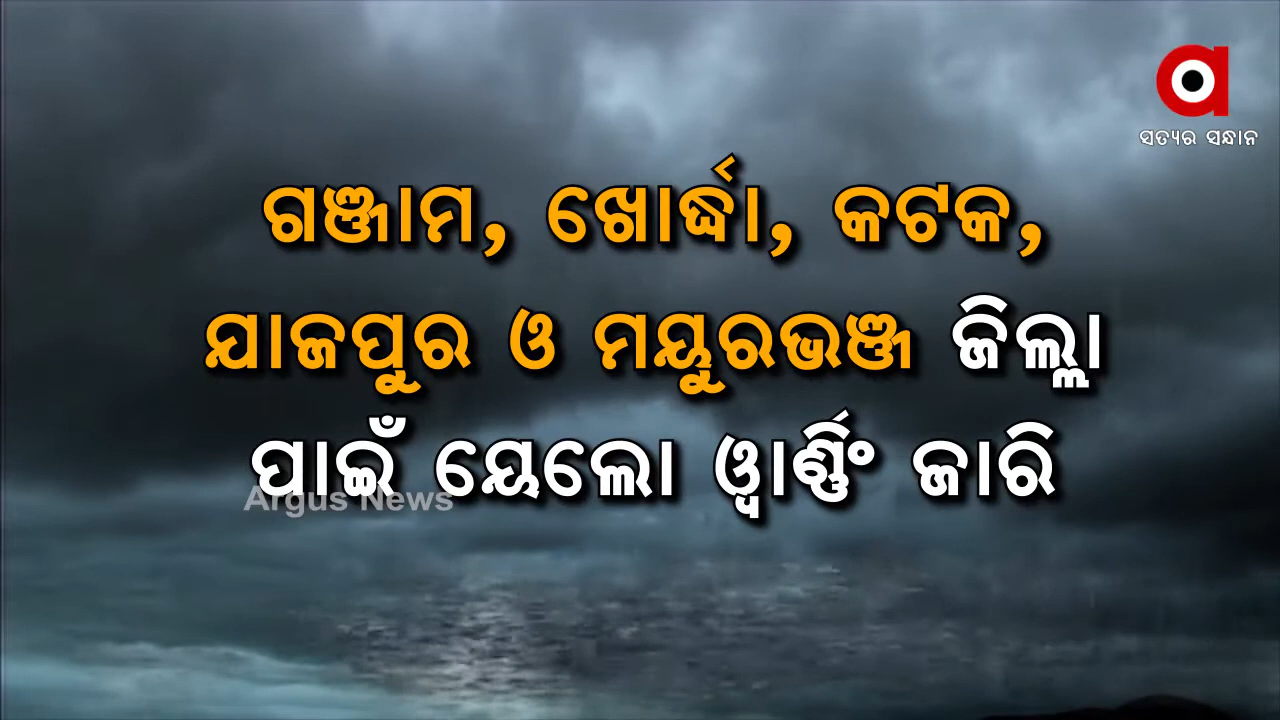 ସତ୍ୟର ସନ୍ଧାନ
ଗଞ୍ଜାମ, ଖୋର୍ଦ୍ଧା, କଟକ,
ଯାଜପୁର ଓ ମୟୁରଭଞ୍ଜ ଜିଲ୍ଲା
ପାଇଁ ୟେଲୋ ୱାର୍ଣ୍ଣିଂ ଜାରି
Argus News